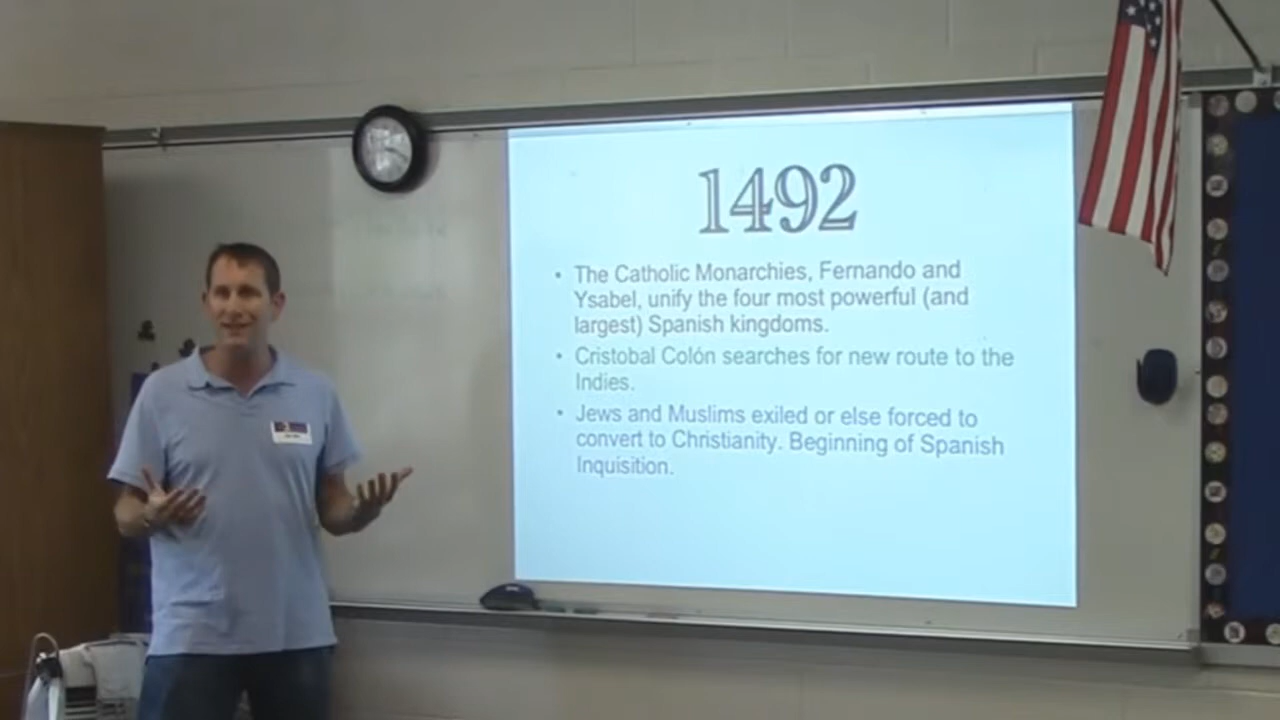 1492
• The Catholic Monarchies, Fernando and
Ysabel, unify the four most powerful (and
largest) Spanish kingdoms.
• Cristobal Colón searches for new route to the
Indies.
• Jews and Muslims exiled or else forced to
convert to Christianity. Beginning of Spanish
Inquisition.